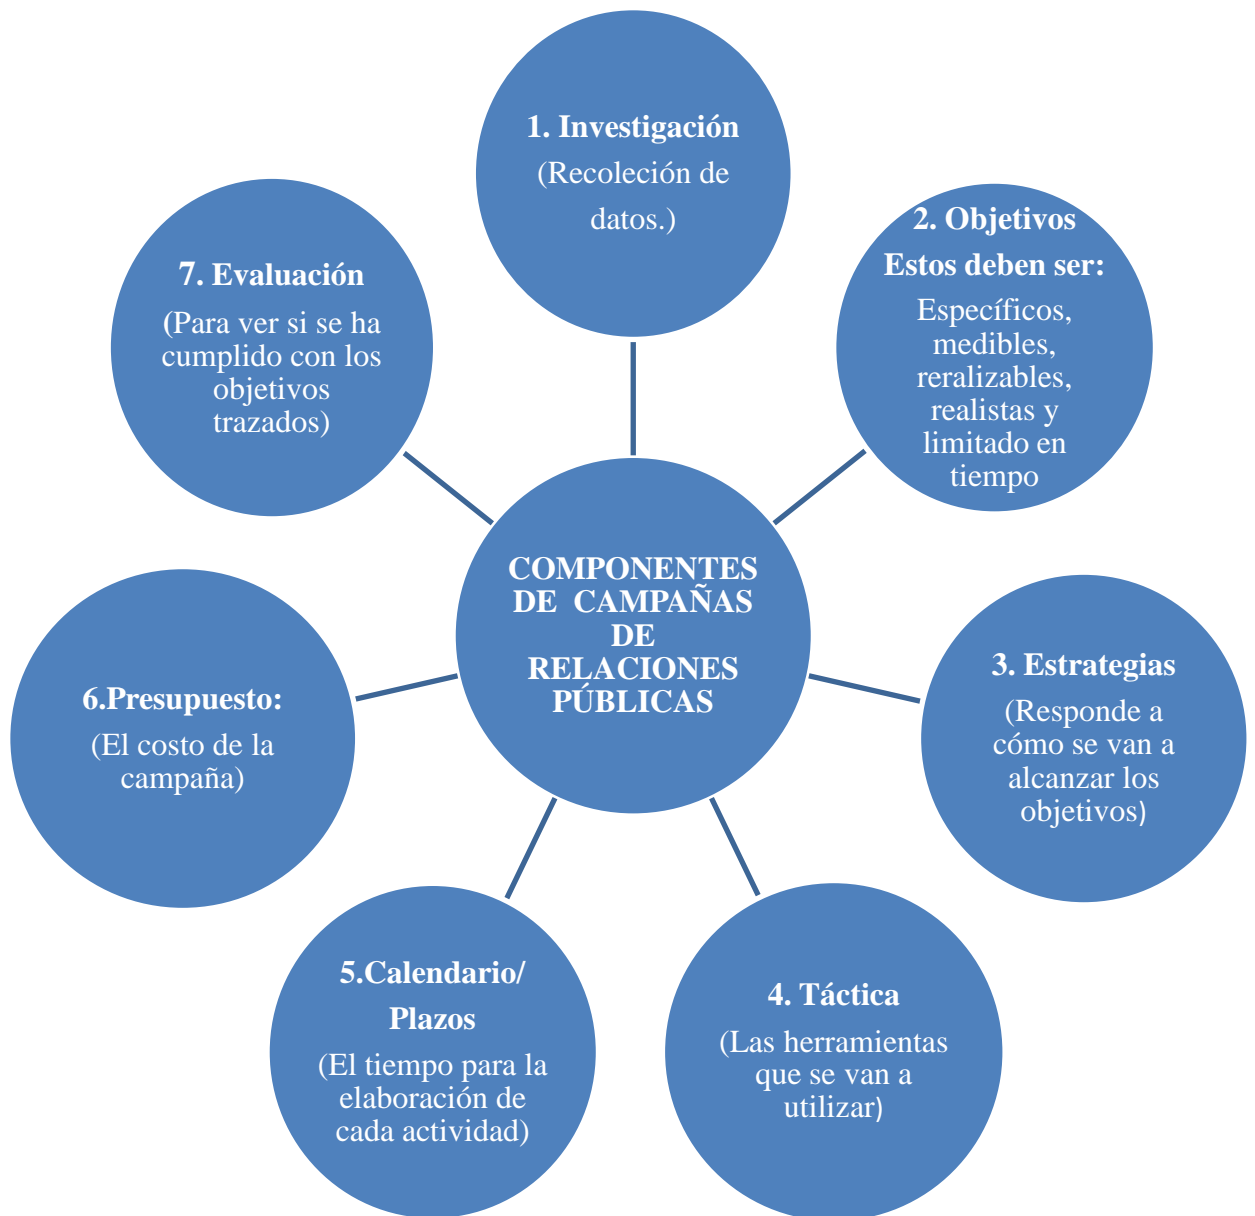 1. Investigación
(Recoleción de
datos.)
2. Objetivos
Estos deben ser:
Específicos,
medibles,
reralizables,
realistas y
limitado en
tiempo
3. Estrategias
(Responde a
cómo se van a
alcanzar los
objetivos)
4. Táctica
(Las herramientas
que se van a
utilizar)
5.Calendario/
Plazos
(El tiempo para la
elaboración de
cada actividad)
6.Presupuesto:
(El costo de la
campaña)
7. Evaluación
(Para ver si se ha
cumplido con los
objetivos
trazados)
COMPONENTES
DE CAMPAÑAS
DE
RELACIONES
PÚBLICAS